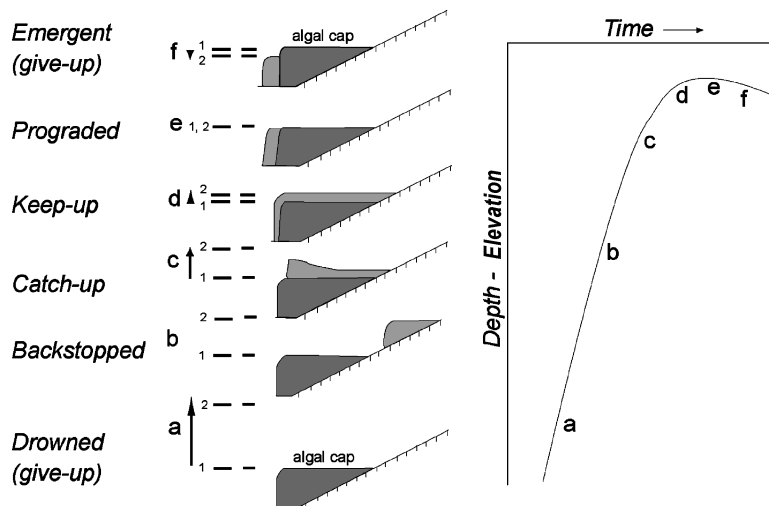 Emergent
(give-up)
f 1
2
algal cap
Prograded
e 1, 2
Keep-up
d 2
1
Catch-up
2
c
1
Backstopped
2
b
1
Drowned
(give-up)
2
a
1
algal cap
Time
Depth - Elevation
a
b
c
d
e
f